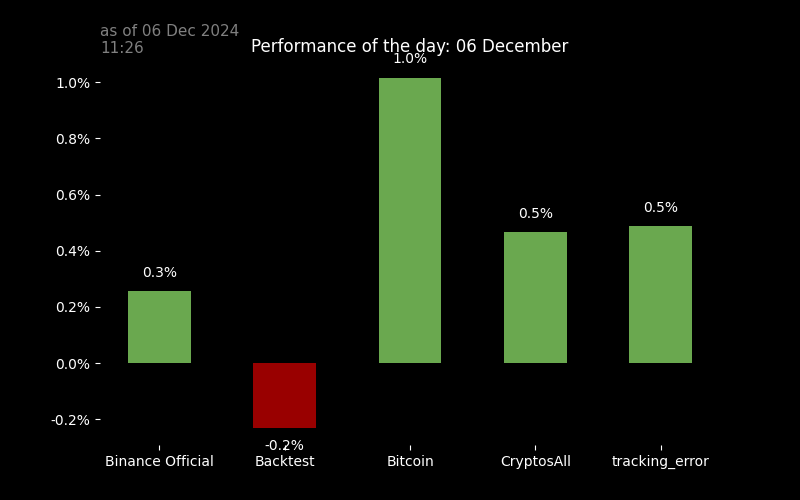 as of 06 Dec 2024
11:26
Performance of the day: 06 December
1.0%
1.0%
0.8%
0.6%
0.5%
0.5%
0.4%
0.3%
0.2%
0.0%
-0.2%
-0.2%
Binance Official
Backtest
Bitcoin
CryptosAll
tracking_error